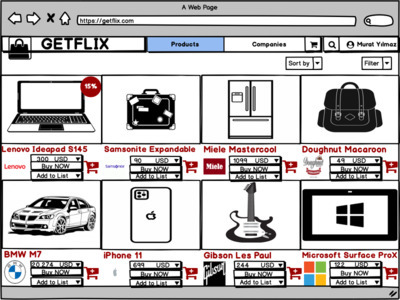 A Web Page
https://getflix.com
GETFLIX
Products
Companies
Murat Yılmaz
Sort by
Filter
15%
Lenovo Ideapad S145
Samsonite Expandable
Miele Mastercool
Doughnut Macaroon
Lenovo
300 USD
Buy NOW
Add to List
Samsonite
90 USD
Buy NOW
Add to List
Miele
1099 USD
Buy NOW
Add to List
49 USD
Buy NOW
Add to List
BMW M7
iPhone 11
Gibson Les Paul
Microsoft Surface ProX
USD
Buy NOW
Add to List
699 USD
Buy NOW
Add to List
Gibson
244 USD
Buy NOW
Add to List
USD
Buy NOW
Add to List